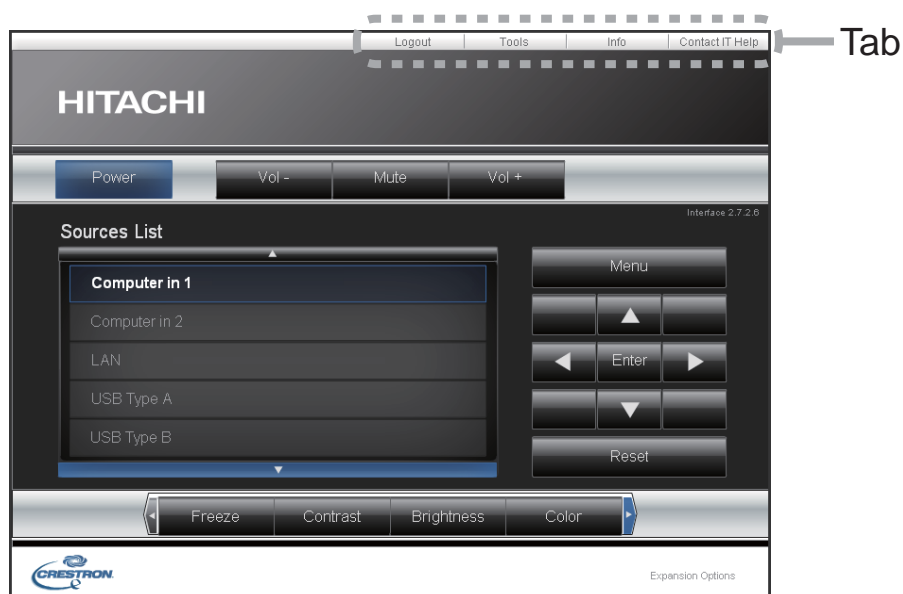 Logout Tools Info Contact IT Help
Tab
HITACHI
Power Vol - Mute Vol +
Interface 2.7.2.6
Sources List
Menu
Computer in 1
Computer in 2
LAN Enter
USB Type A
USB Type B
Reset
Freeze Contrast Brightness Color
CRESTRON
Expansion Options